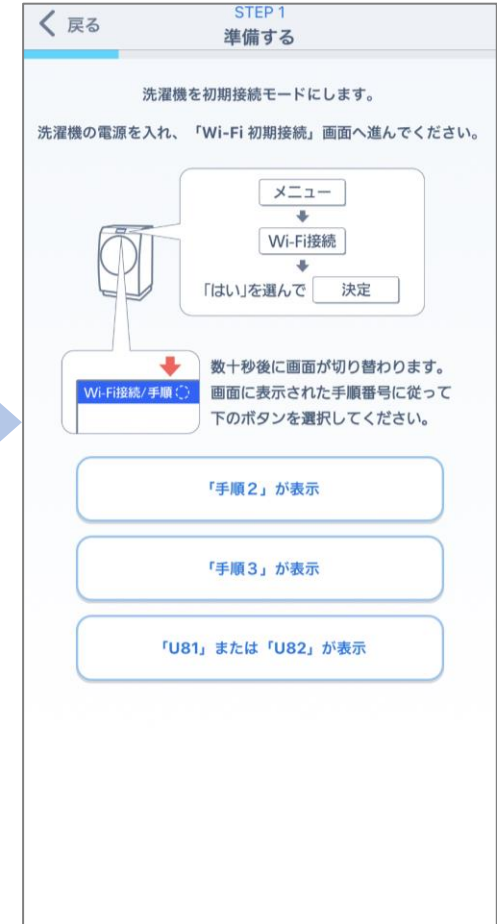 戻る
STEP 1
準備する
洗濯機を初期接続モードにします。
洗濯機の電源を入れ、「Wi-Fi 初期接続」画面へ進んでください。
メニュー
Wi-Fi接続
「はい」を選んで 決定
Wi-Fi接続/手順
数十秒後に画面が切り替わります。
画面に表示された手順番号に従って
下のボタンを選択してください。
「手順2」が表示
「手順3」が表示
「U81」または「U82」が表示